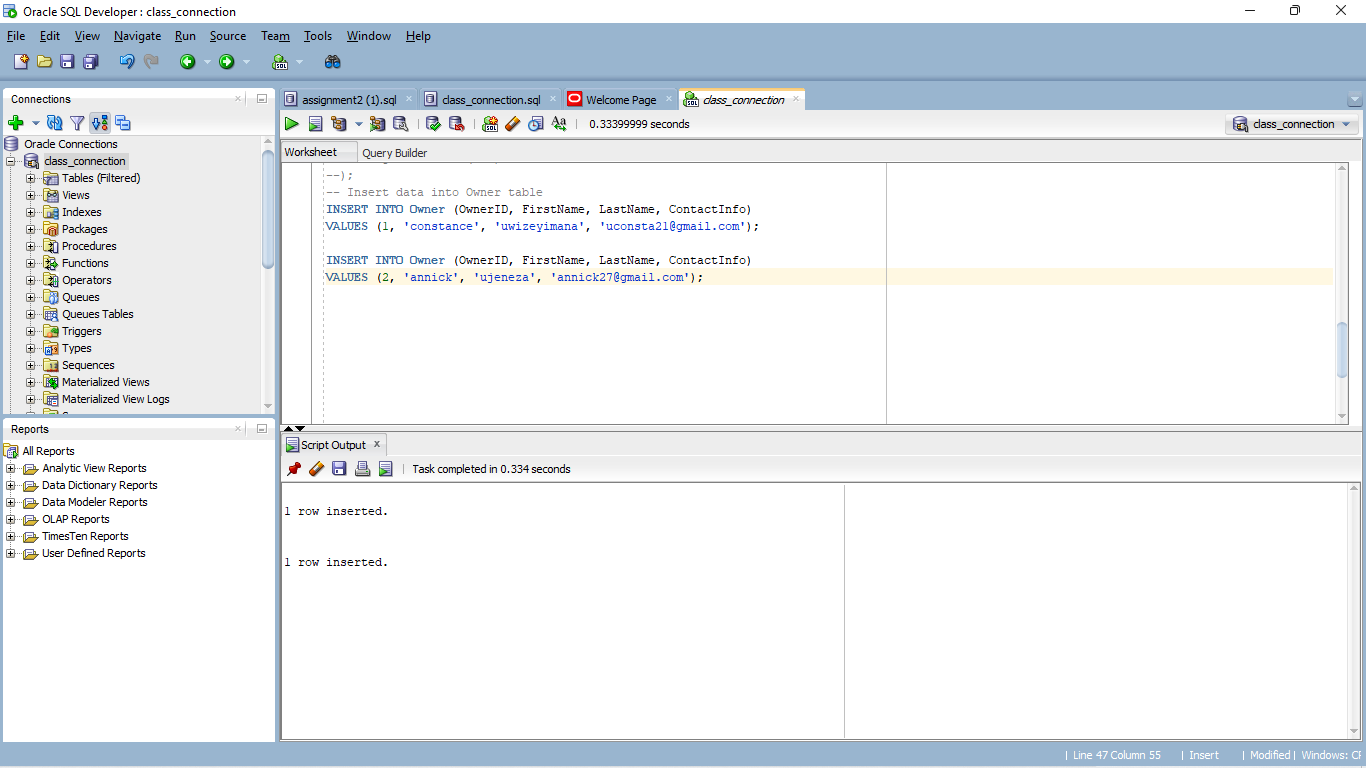 Oracle SQL Developer : class_connection
File Edit View Navigate Run Source Team Tools Window Help
Connections
Oracle Connections
class_connection
Tables (Filtered)
Views
Indexes
Packages
Procedures
Functions
Operators
Queues
Queues Tables
Triggers
Types
Sequences
Materialized Views
Materialized View Logs
Reports
All Reports
Analytic View Reports
Data Dictionary Reports
Data Modeler Reports
OLAP Reports
TimesTen Reports
User Defined Reports
assignment2 (1).sql class_connection.sql Welcome Page class_connection
0.33399999 seconds class_connection
Worksheet Query Builder
--);
-- Insert data into Owner table
INSERT INTO Owner (OwnerID, FirstName, LastName, ContactInfo)
VALUES (1, 'constance', 'uwizeyimana', 'uconsta21@gmail.com');
INSERT INTO Owner (OwnerID, FirstName, LastName, ContactInfo)
VALUES (2, 'annick', 'ujeneza', 'annick27@gmail.com');
Script Output
Task completed in 0.334 seconds
1 row inserted.
1 row inserted.
Line 47 Column 55 | Insert | Modified | Windows: CF